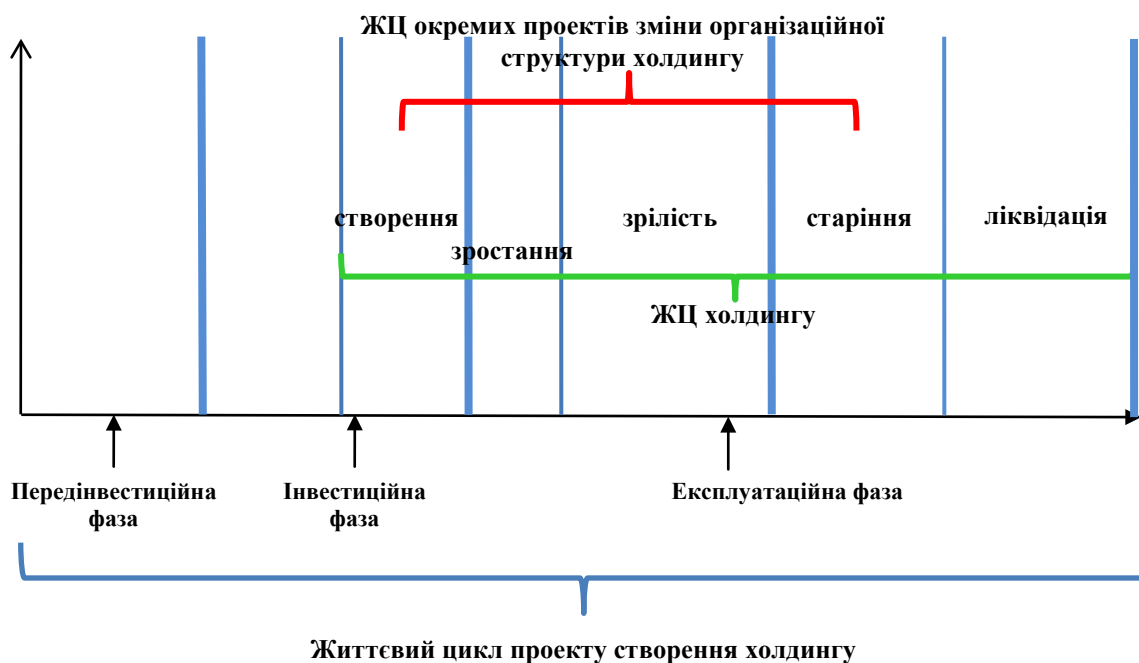 ЖЦ окремих проектів зміни організаційної
структури холдингу
створення
зростання
зрілість
старіння
ліквідація
ЖЦ холдингу
Передінвестиційна
фаза
Інвестиційна
фаза
Експлуатаційна фаза
Життєвий цикл проекту створення холдингу